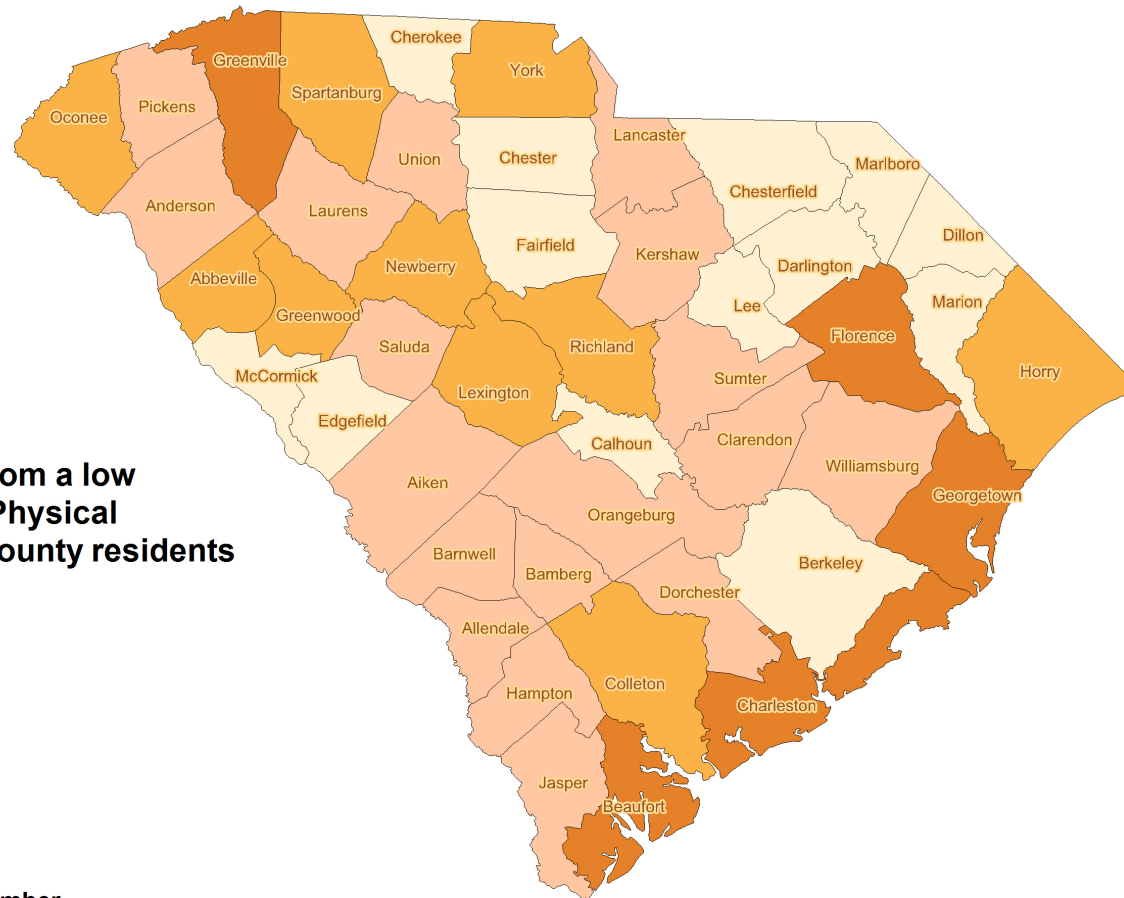 Cherokee
Greenville
York
Spartanburg
Pickens
Oconee
Lancaster
Union
Chester
Marlboro
Chesterfield
Anderson
Laurens
Dillon
Fairfield
Kershaw
Newberry
Darlington
Abbeville
Lee
Marion
Greenwood
Florence
Saluda
Richland
Horry
McCormick
Sumter
Lexington
Edgefield
Clarendon
Calhoun
Williamsburg
om a low
Physical
ounty residents
Aiken
Georgetown
Orangeburg
Barnwell
Berkeley
Bamberg
Dorchester
Allendale
Colleton
Hampton
Charleston
Jasper
Beaufort
mber